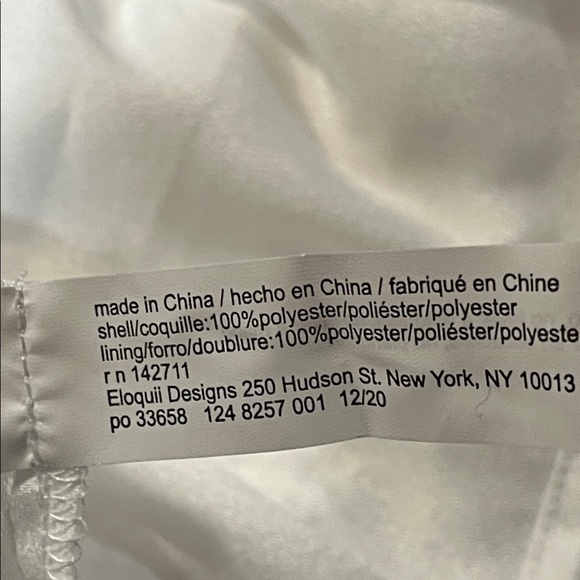 made in China / hecho en China / fabriqué en Chine
shell/coquille:100%polyester/poliéster/polyester
lining/forro/doublure:100%polyester/poliéster/polyeste
r n 142711
Eloquii Designs 250 Hudson St. New York, NY 10013
po 33658 124 8257 001 12/20